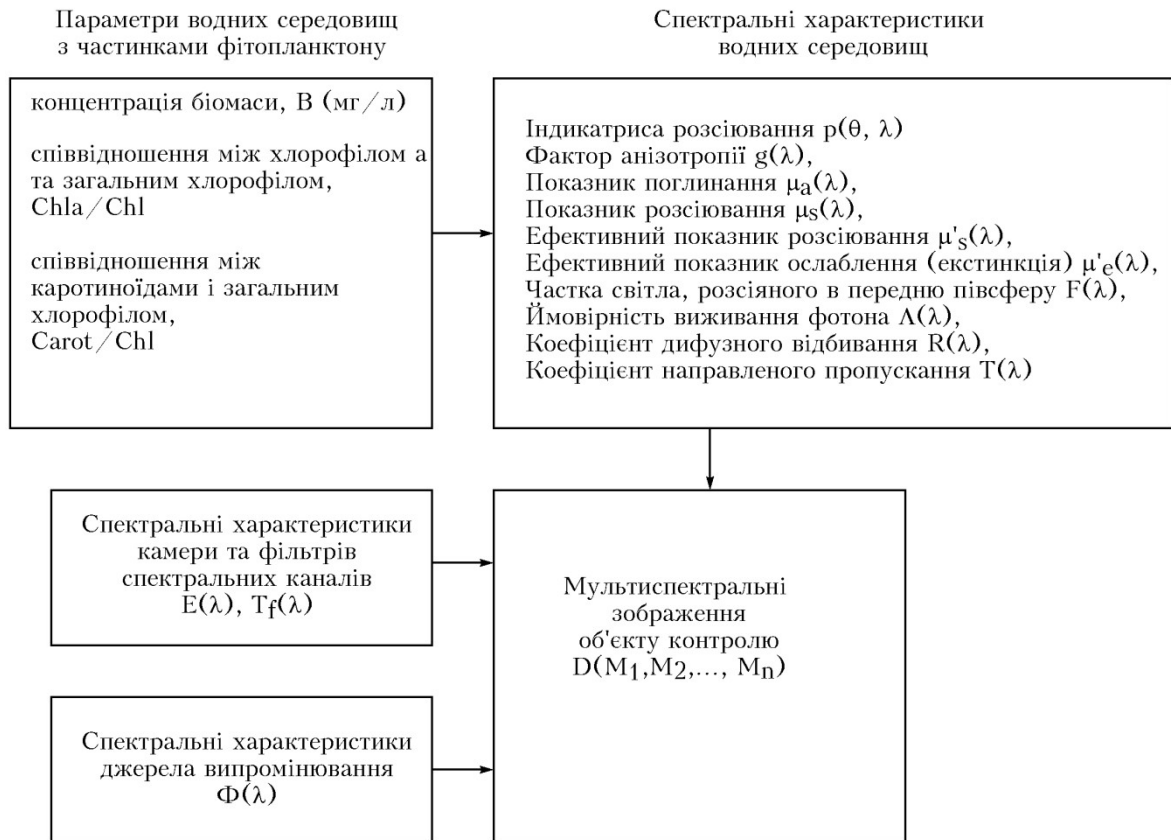 Параметри водних середовищ
з частинками фітопланктону
концентрація біомаси, В (мг/л)
співвідношення між хлорофілом а
та загальним хлорофілом,
Chla/Chl
співвідношення між
каротиноїдами і загальним
хлорофілом,
Carot/Chl
Спектральні характеристики
водних середовищ
Індикатриса розсіювання p(θ, λ)
Фактор анізотропії g(λ),
Показник поглинання μa(λ),
Показник розсіювання μs(λ),
Ефективний показник розсіювання μ's(λ),
Ефективний показник ослаблення (екстинкція) μ'e(λ),
Частка світла, розсіяного в передню півсферу F(λ),
Ймовірність виживання фотона Λ(λ),
Коефіцієнт дифузного відбивання R(λ),
Коефіцієнт направленого пропускання T(λ)
Спектральні характеристики
камери та фільтрів
спектральних каналів
E(λ), Tf(λ)
Спектральні характеристики
джерела випромінювання
Φ(λ)
Мультиспектральні
зображення
об'єкту контролю
D(M1,M2,..., Mn)